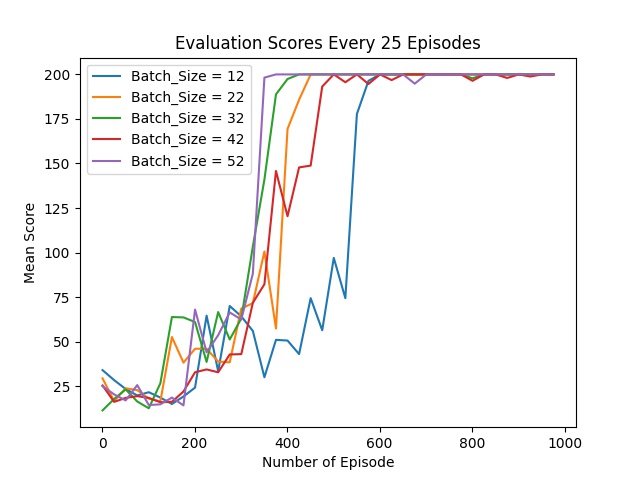 Evaluation Scores Every 25 Episodes
Batch_Size = 12
Batch_Size = 22
Batch_Size = 32
Batch_Size = 42
Batch_Size = 52
200
175
150
125
100
75
50
25
Mean Score
0
200
400
600
800
1000
Number of Episode